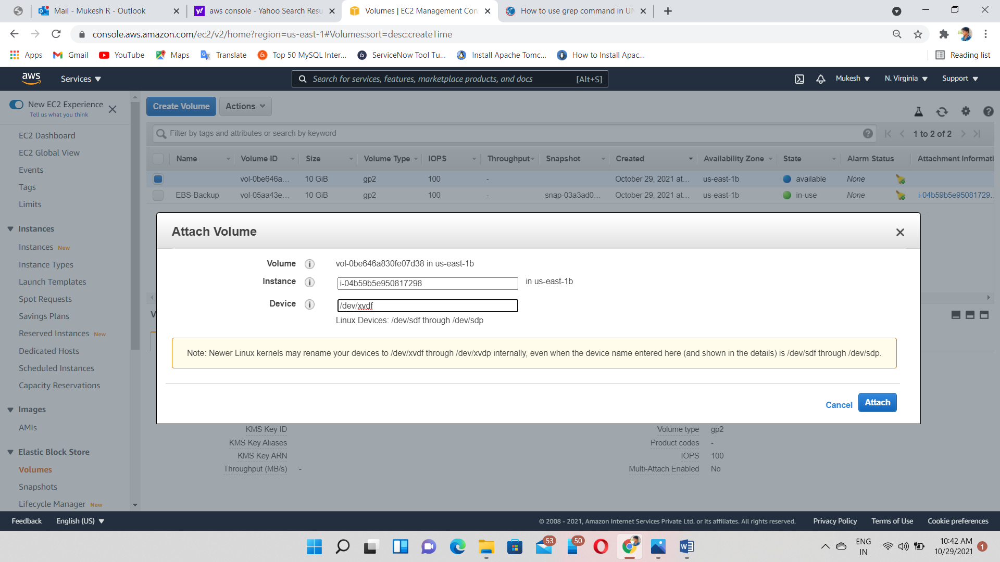 Mail - Mukesh R - Outlook
aws console - Yahoo Search Resu
Volumes | EC2 Management Con
How to use grep command in UN
console.aws.amazon.com/ec2/v2/home?region=us-east-1#Volumes:sort=desc:createTime
Apps
Gmail
YouTube
Maps
Translate
Top 50 MySQL Inter...
ServiceNow Tool Tu...
Install Apache Tomc...
How to Install Apac...
Reading list
aws
Services
Search for services, features, marketplace products, and docs
[Alt+S]
Mukesh
N. Virginia
Support
New EC2 Experience
Tell us what you think
EC2 Dashboard
EC2 Global View
Events
Tags
Limits
Instances
Instances New
Instance Types
Launch Templates
Spot Requests
Savings Plans
Reserved Instances New
Dedicated Hosts
Scheduled Instances
Capacity Reservations
Images
AMIs
Elastic Block Store
Volumes
Snapshots
Lifecycle Manager New
Create Volume
Actions
Filter by tags and attributes or search by keyword
1 to 2 of 2
Name Volume ID Size Volume Type IOPS Throughput Snapshot Created Availability Zone State Alarm Status Attachment Informati
vol-0be646a... 10 GiB gp2 100 - October 29, 2021 at... us-east-1b available None
EBS-Backup vol-05aa43e... 10 GiB gp2 100 - snap-03a3ad0... October 29, 2021 at... us-east-1b in-use None i-04b59b5e95081729...
Attach Volume
Volume vol-0be646a830fe07d38 in us-east-1b
Instance i-04b59b5e950817298 in us-east-1b
Device /dev/xvdf
Linux Devices: /dev/sdf through /dev/sdp
Note: Newer Linux kernels may rename your devices to /dev/xvdf through /dev/xvdp internally, even when the device name entered here (and shown in the details) is /dev/sdf through /dev/sdp.
Cancel
Attach
KMS Key ID
Volume type gp2
KMS Key Aliases
Product codes -
KMS Key ARN
IOPS 100
Throughput (MB/s) -
Multi-Attach Enabled No
Feedback
English (US)
© 2008 - 2021, Amazon Internet Services Private Ltd. or its affiliates. All rights reserved.
Privacy Policy
Terms of Use
Cookie preferences
53
50
ENG
IN
10:42 AM
10/29/2021
1